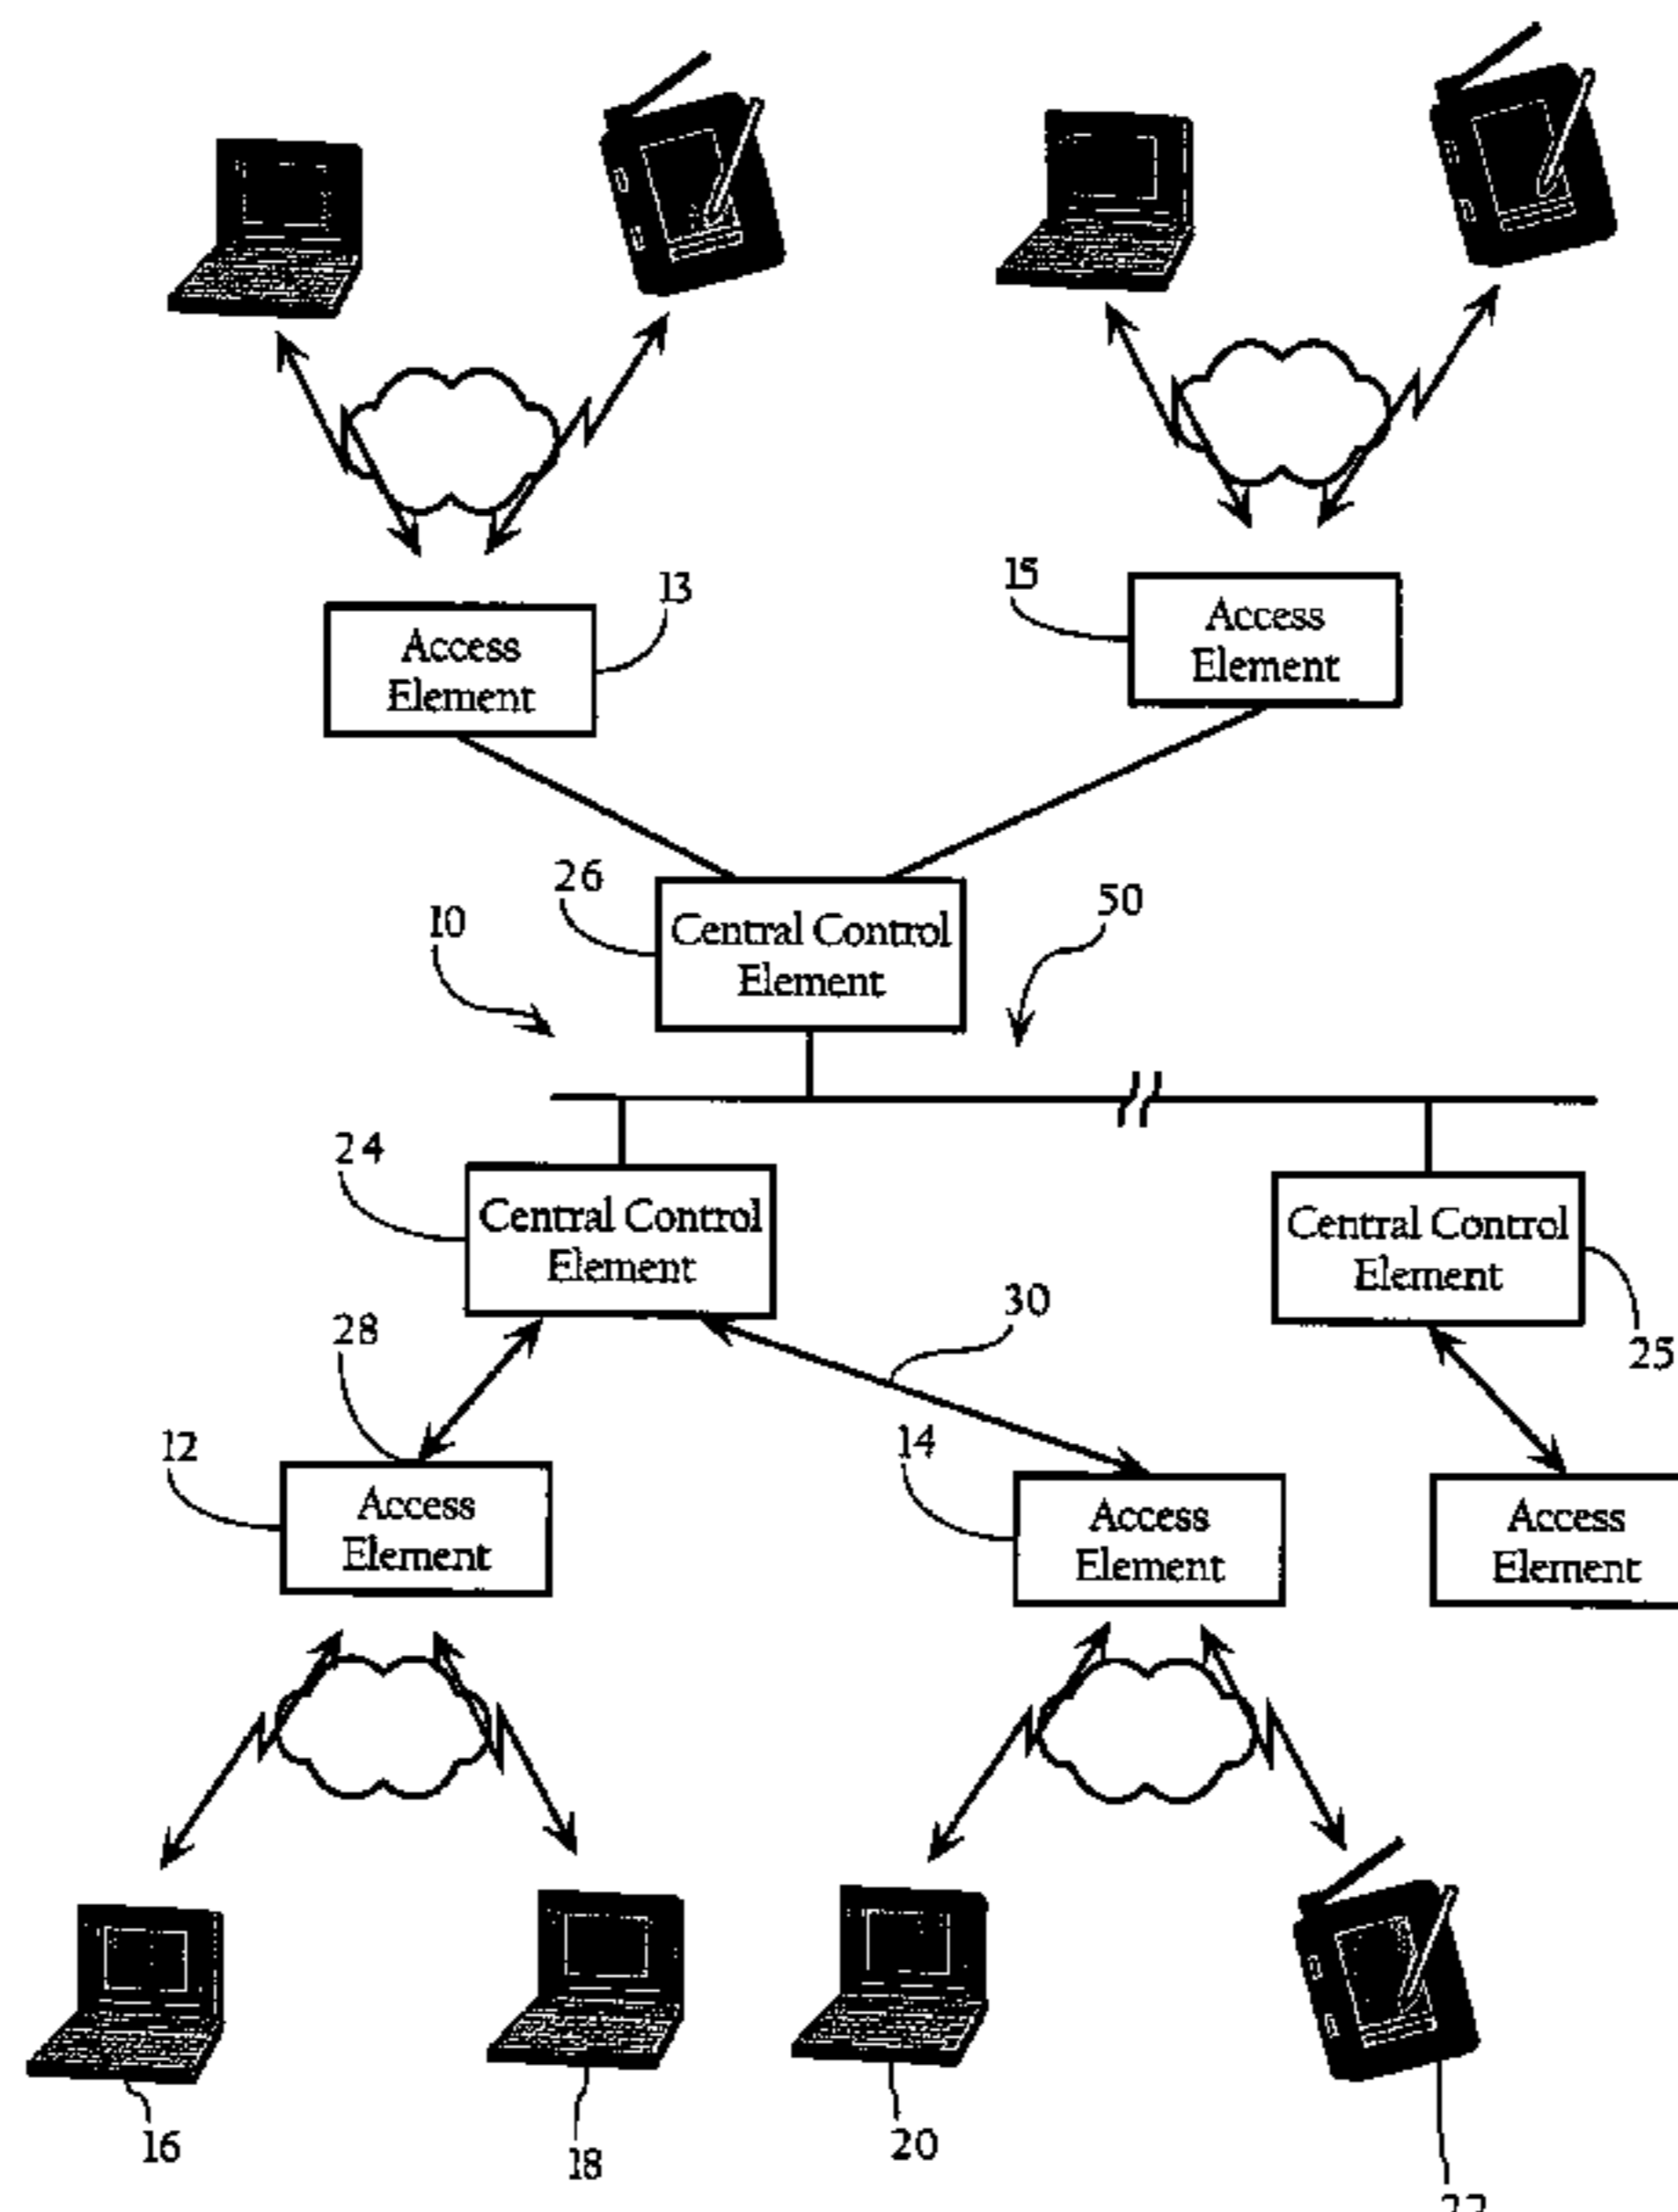 13
15
Access
Element
Access
Element
26
10
50
Central Control
Element
24
Central Control
Element
Central Control
Element
30
28
25
12
14
Access
Element
Access
Element
Access
Element
16
18
20